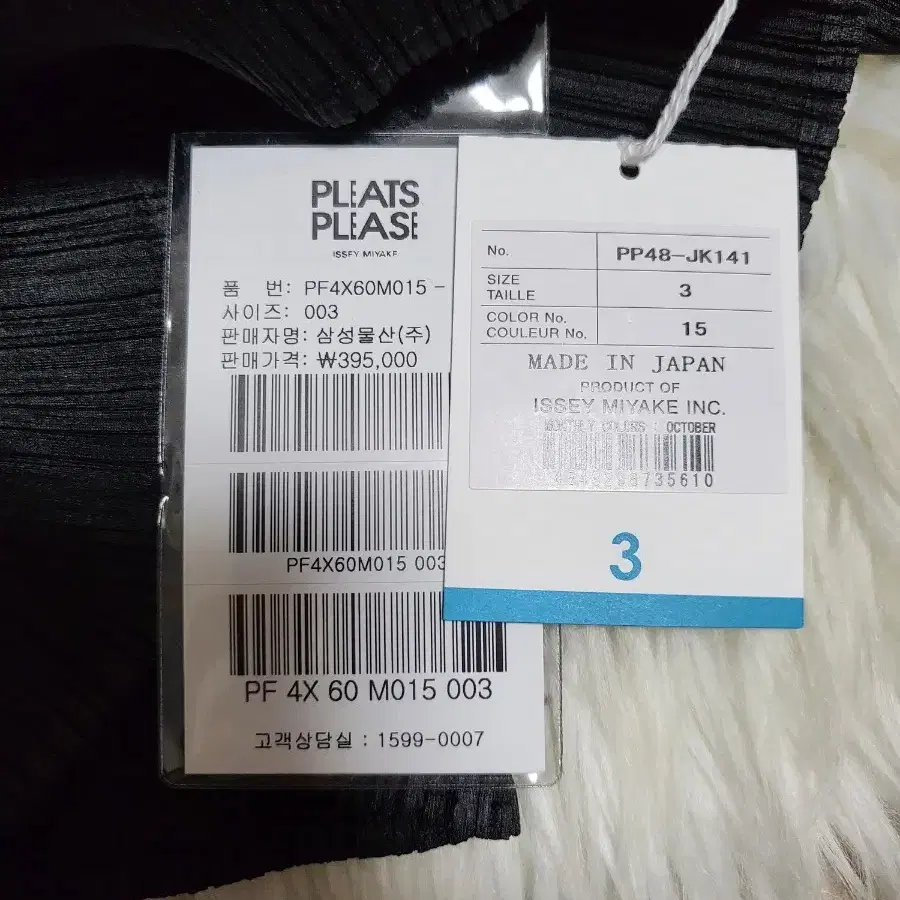 PLEATS
PLEASE
ISSEY MIYAKE
품 번: PF4X60M015 -
사이즈: 003
판매자명: 삼성물산(주)
판매가격: ₩395,000
PF4X60M015 003
PF 4X 60 M015 003
고객상담실 : 1599-0007
No. PP48-JK141
SIZE
TAILLE 3
COLOR No.
COULEUR No. 15
MADE IN JAPAN
PRODUCT OF
ISSEY MIYAKE INC.
MONTHLY COLORS : OCTOBER
3